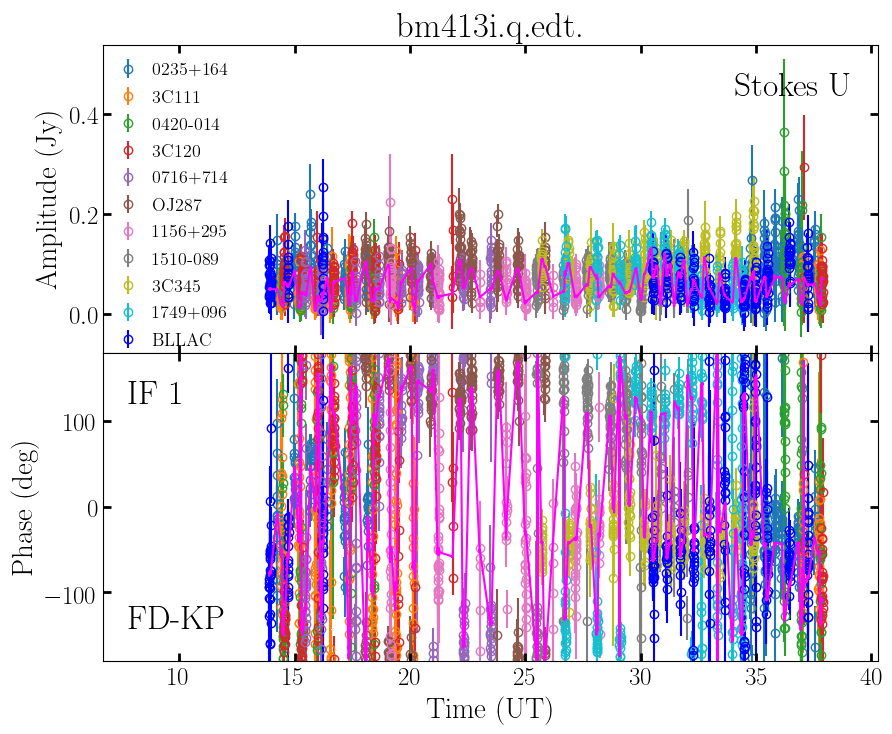 bm413i.q.edt.
Stokes U
Amplitude (Jy)
0.4
0.2
0.0
0235+164
3C111
0420-014
3C120
0716+714
OJ287
1156+295
1510-089
3C345
1749+096
BLLAC
IF 1
FD-KP
Phase (deg)
100
0
−100
10 15 20 25 30 35 40
Time (UT)